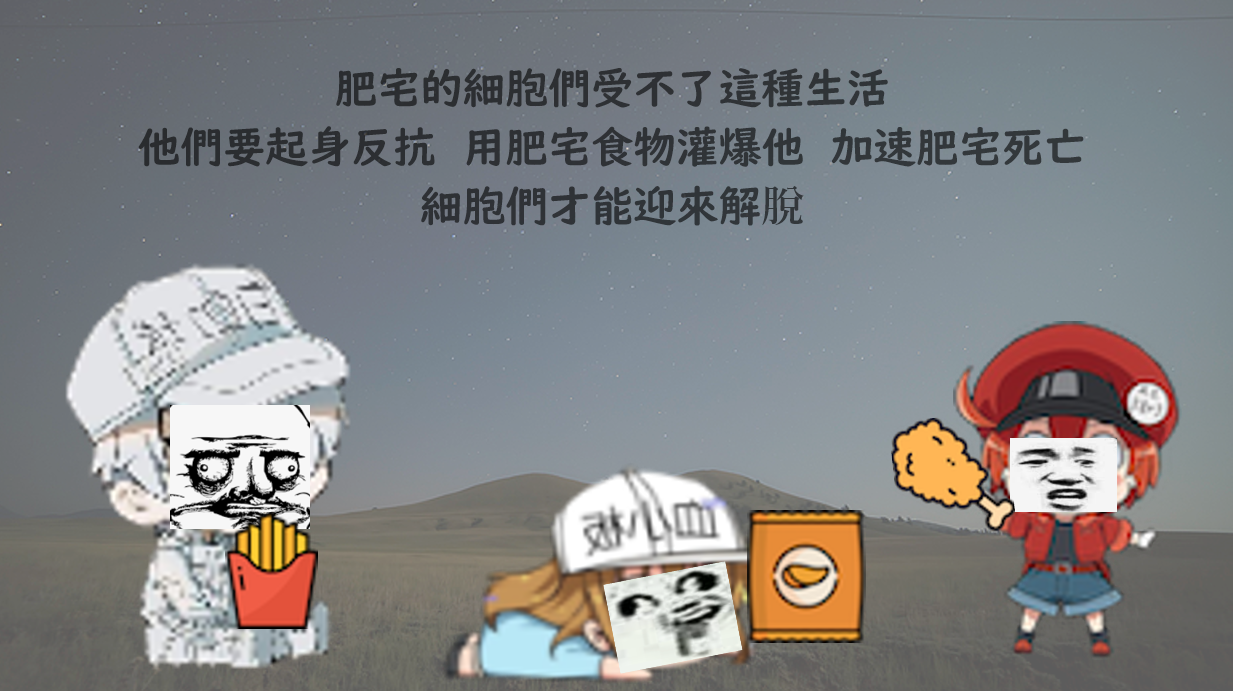 肥宅的細胞們受不了這種生活
他們要起身反抗 用肥宅食物灌爆他 加速肥宅死亡
細胞們才能迎來解脫
血小板